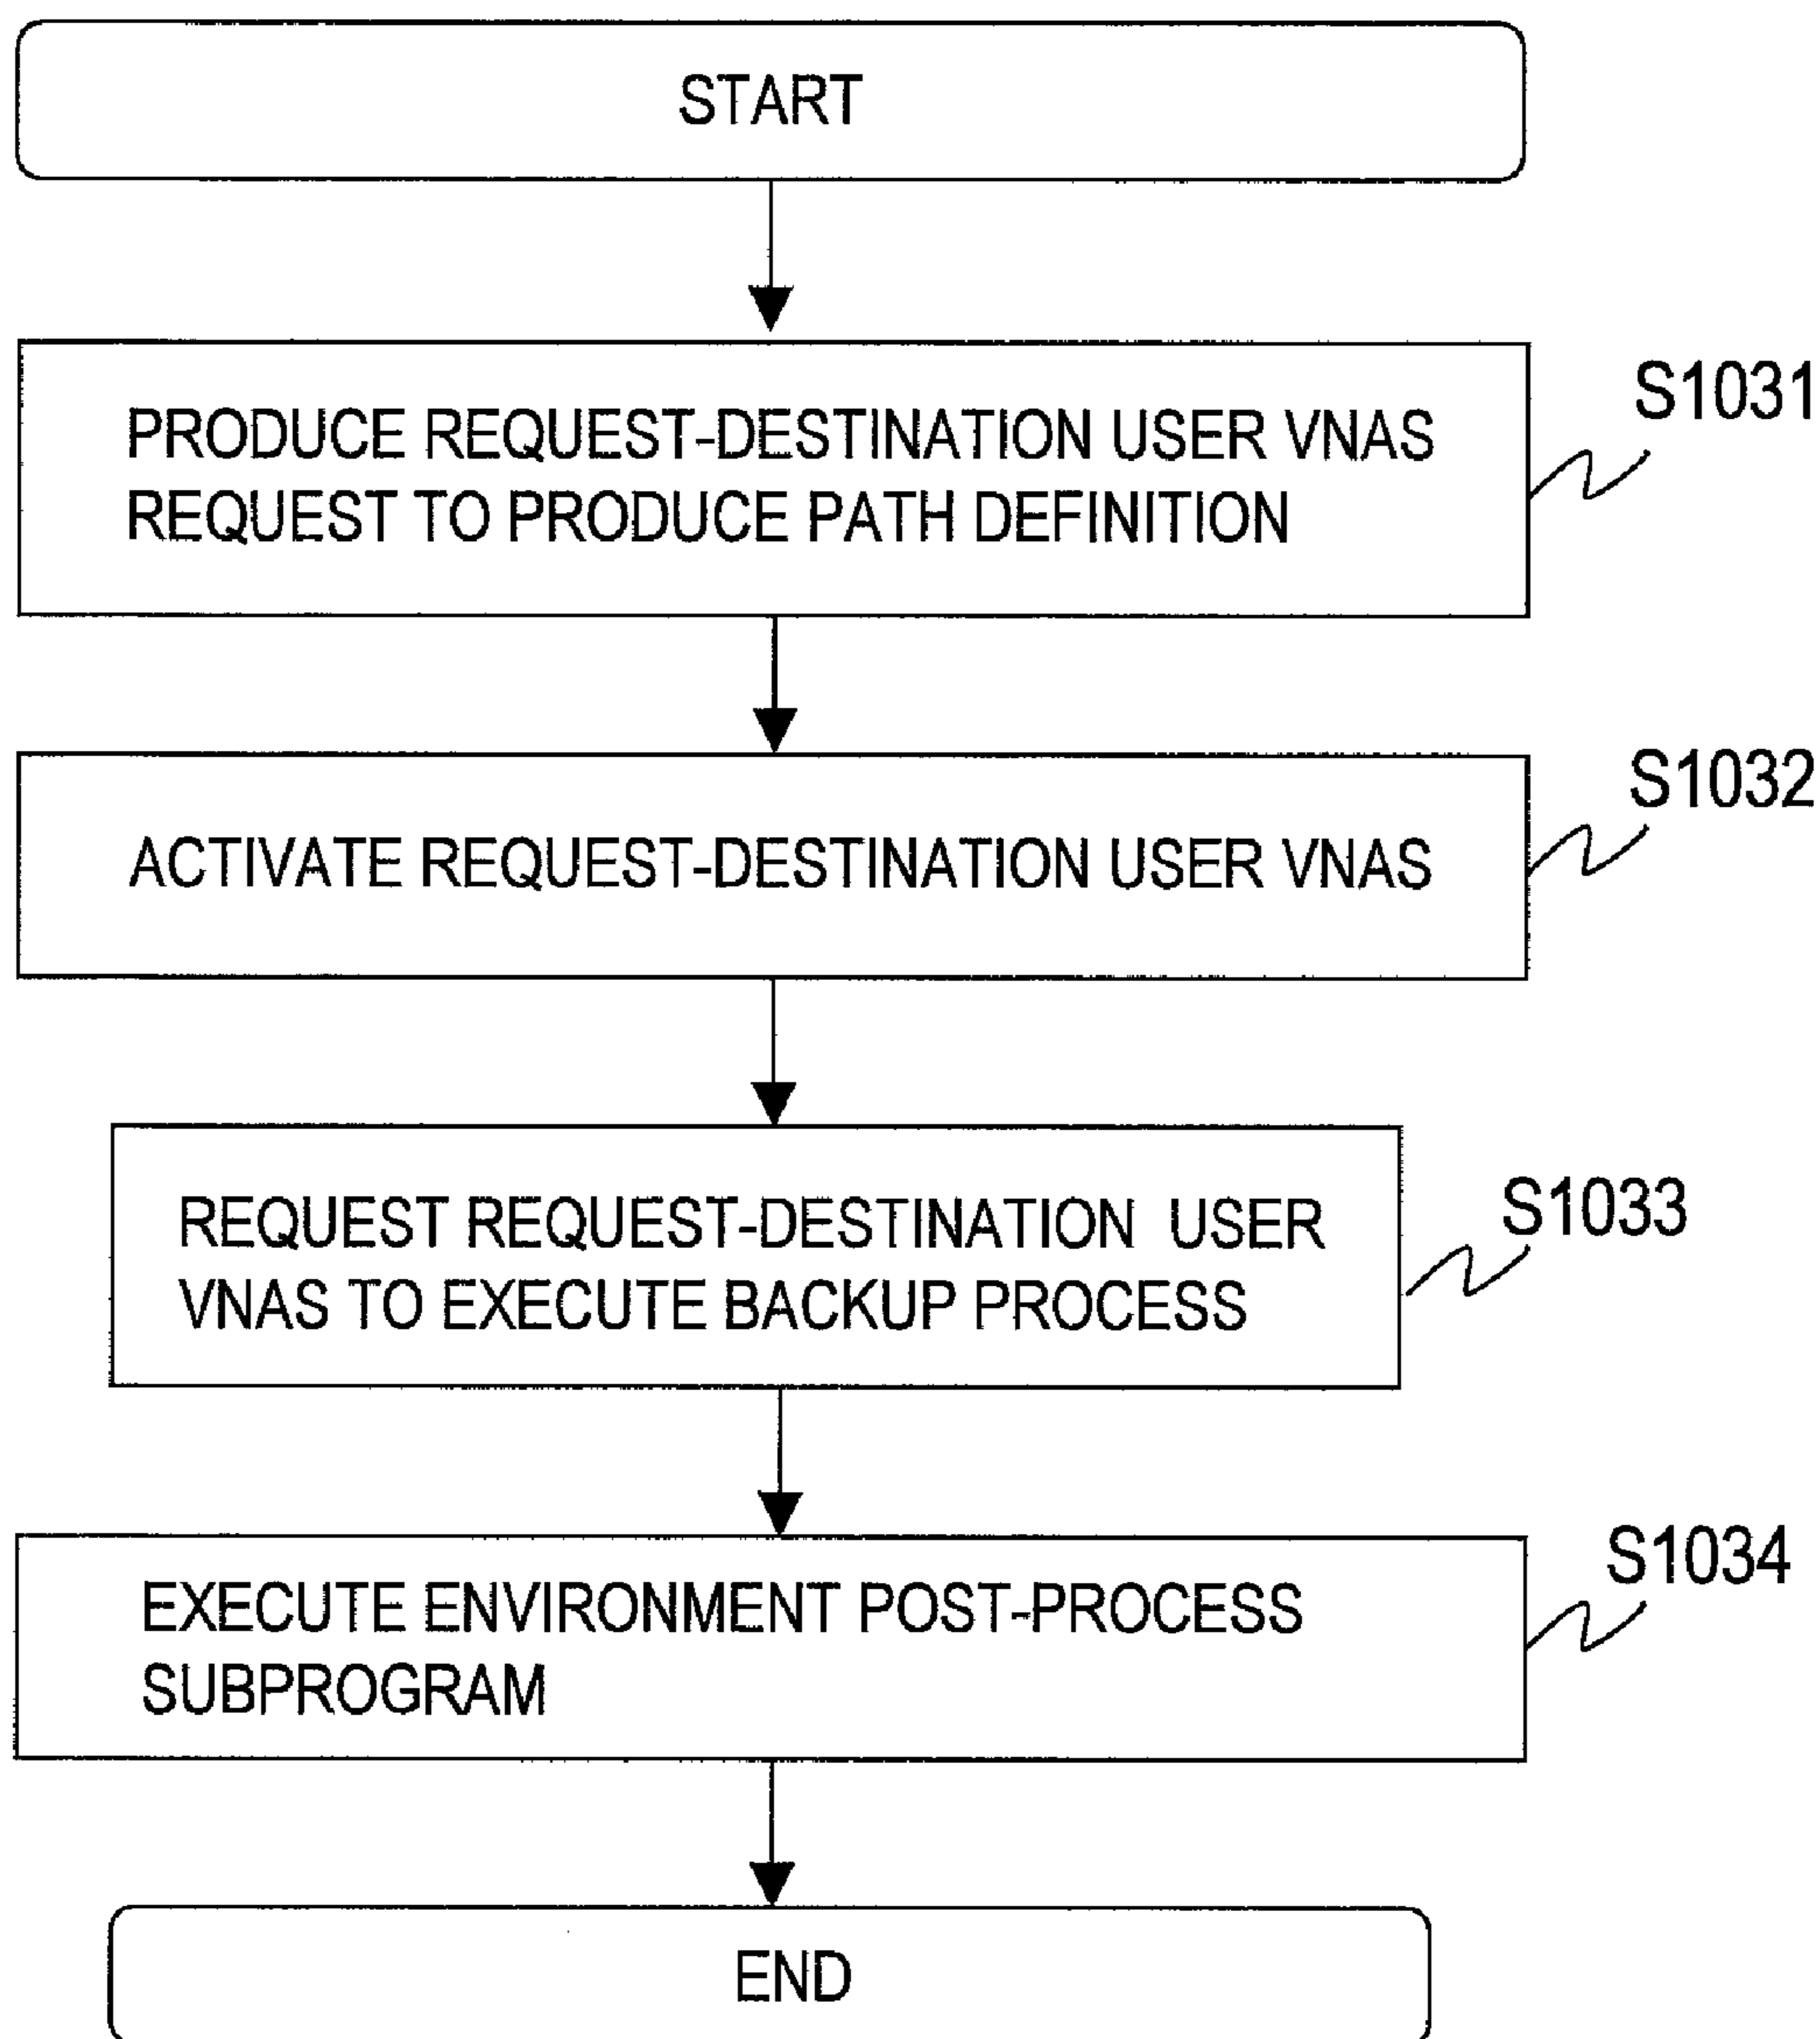 START
PRODUCE REQUEST-DESTINATION USER VNAS
REQUEST TO PRODUCE PATH DEFINITION
S1031
ACTIVATE REQUEST-DESTINATION USER VNAS
S1032
REQUEST REQUEST-DESTINATION USER
VNAS TO EXECUTE BACKUP PROCESS
S1033
EXECUTE ENVIRONMENT POST-PROCESS
SUBPROGRAM
S1034
END